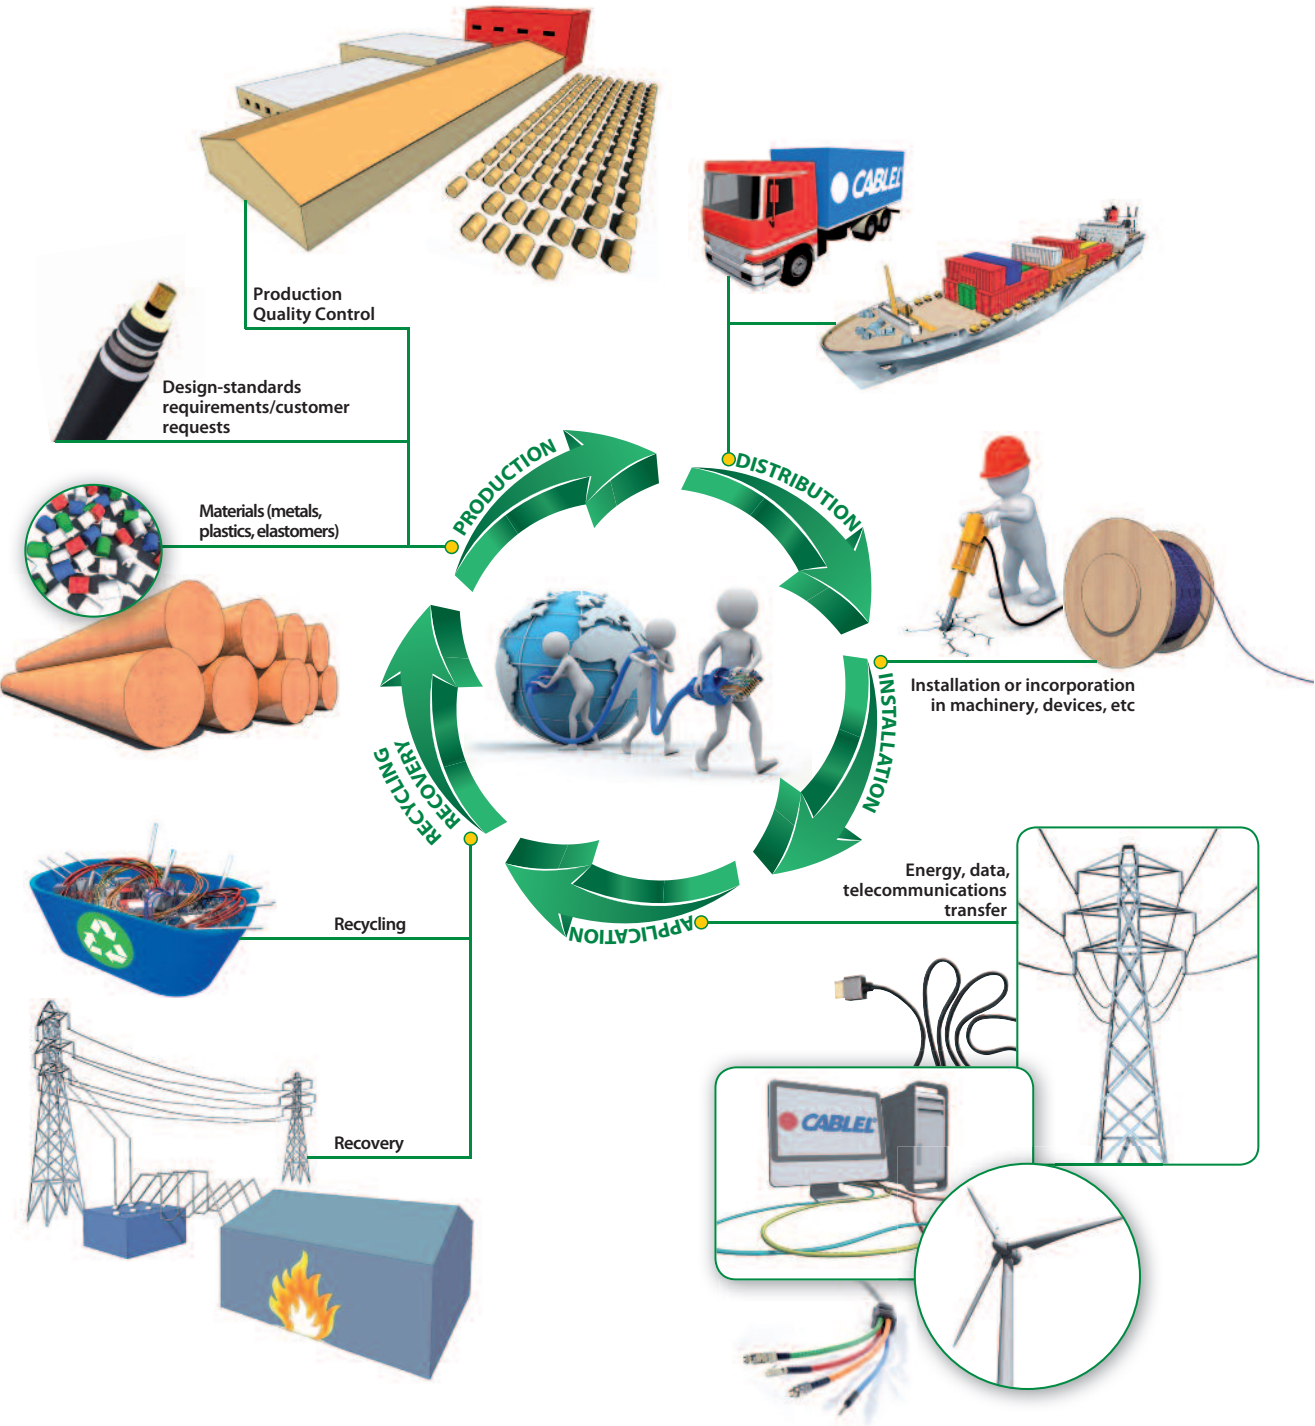 CABLEL
Production
Quality Control
Design-standards
requirements/customer
requests
Materials (metals,
plastics, elastomers)
PRODUCTION
DISTRIBUTION
INSTALLATION
Installation or incorporation
in machinery, devices, etc
APPLICATION
Energy, data,
telecommunications
transfer
RECYCLING
RECOVERY
Recycling
Recovery
CABLEL